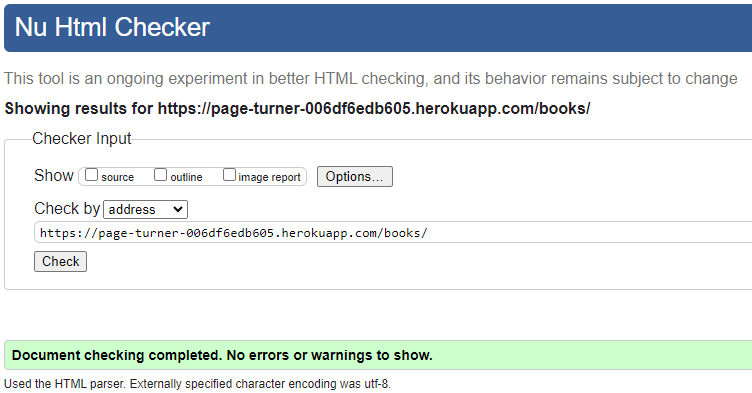 Nu Html Checker
This tool is an ongoing experiment in better HTML checking, and its behavior remains subject to change
Showing results for https://page-turner-006df6edb605.herokuapp.com/books/
Checker Input
Show source outline image report Options...
Check by address
https://page-turner-006df6edb605.herokuapp.com/books/
Check
Document checking completed. No errors or warnings to show.
Used the HTML parser. Externally specified character encoding was utf-8.